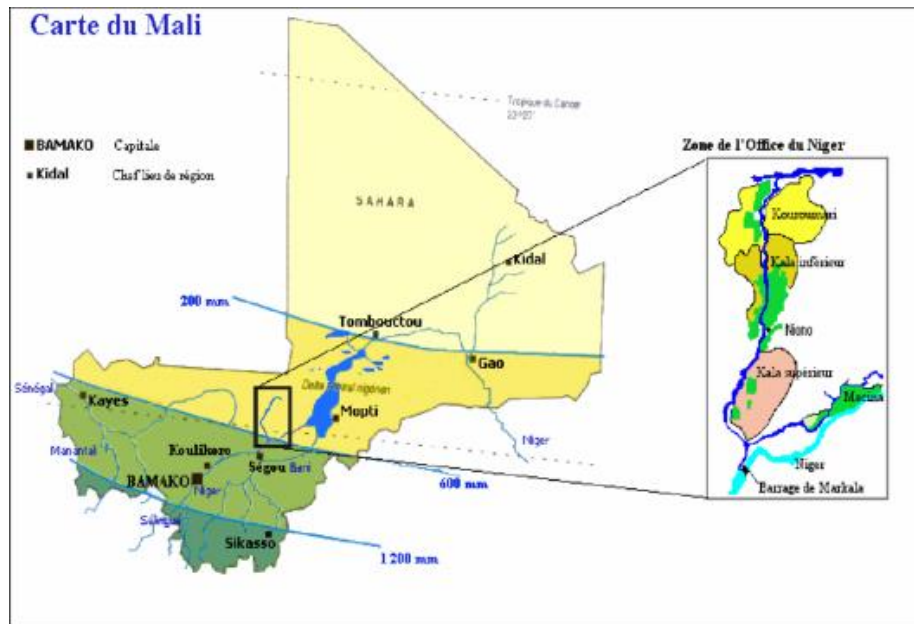 Carte du Mali
Tropique du Cancer
BAMAKO Capitale
Kidal Chef lieu de région
Zone de l'Office du Niger
SAHARA
Kouroumari
Kidal
Kala inférieur
200 mm
Tombouctou
Niono
Gao
Kala supérieur
Sénégal
Kayes
Mopti
Macina
Niger
Manantali
Koulikoro
Ségou Bani
BAMAKO
Niger
600 mm
Niger
Barrage de Markala
Sikasso
1 200 mm